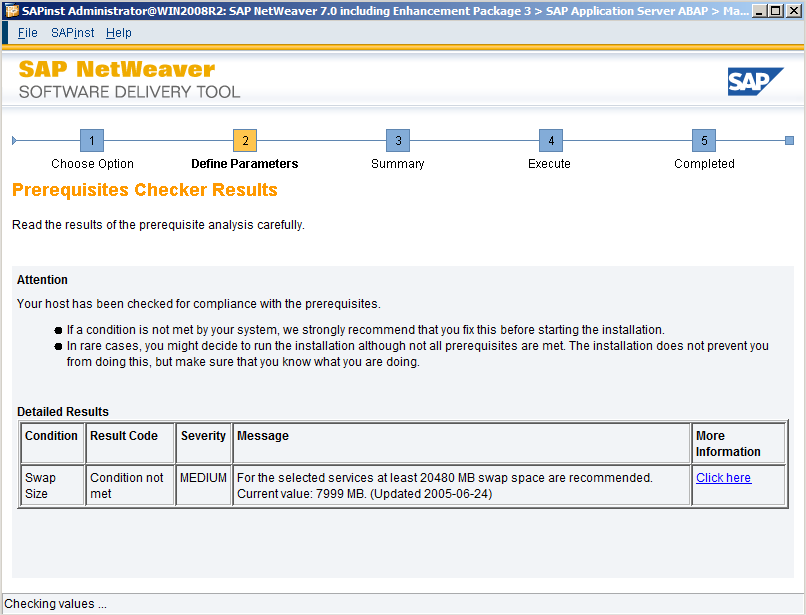 SAPinst Administrator@WIN2008R2: SAP NetWeaver 7.0 including Enhancement Package 3 > SAP Application Server ABAP > Ma...
File SAPinst Help
SAP NetWeaver
SOFTWARE DELIVERY TOOL
SAP
1 2 3 4 5
Choose Option Define Parameters Summary Execute Completed
Prerequisites Checker Results
Read the results of the prerequisite analysis carefully.
Attention
Your host has been checked for compliance with the prerequisites.
● If a condition is not met by your system, we strongly recommend that you fix this before starting the installation.
● In rare cases, you might decide to run the installation although not all prerequisites are met. The installation does not prevent you
from doing this, but make sure that you know what you are doing.
Detailed Results
Condition Result Code Severity Message More
Information
Swap Condition not MEDIUM For the selected services at least 20480 MB swap space are recommended. Click here
Size met Current value: 7999 MB. (Updated 2005-06-24)
Checking values ...